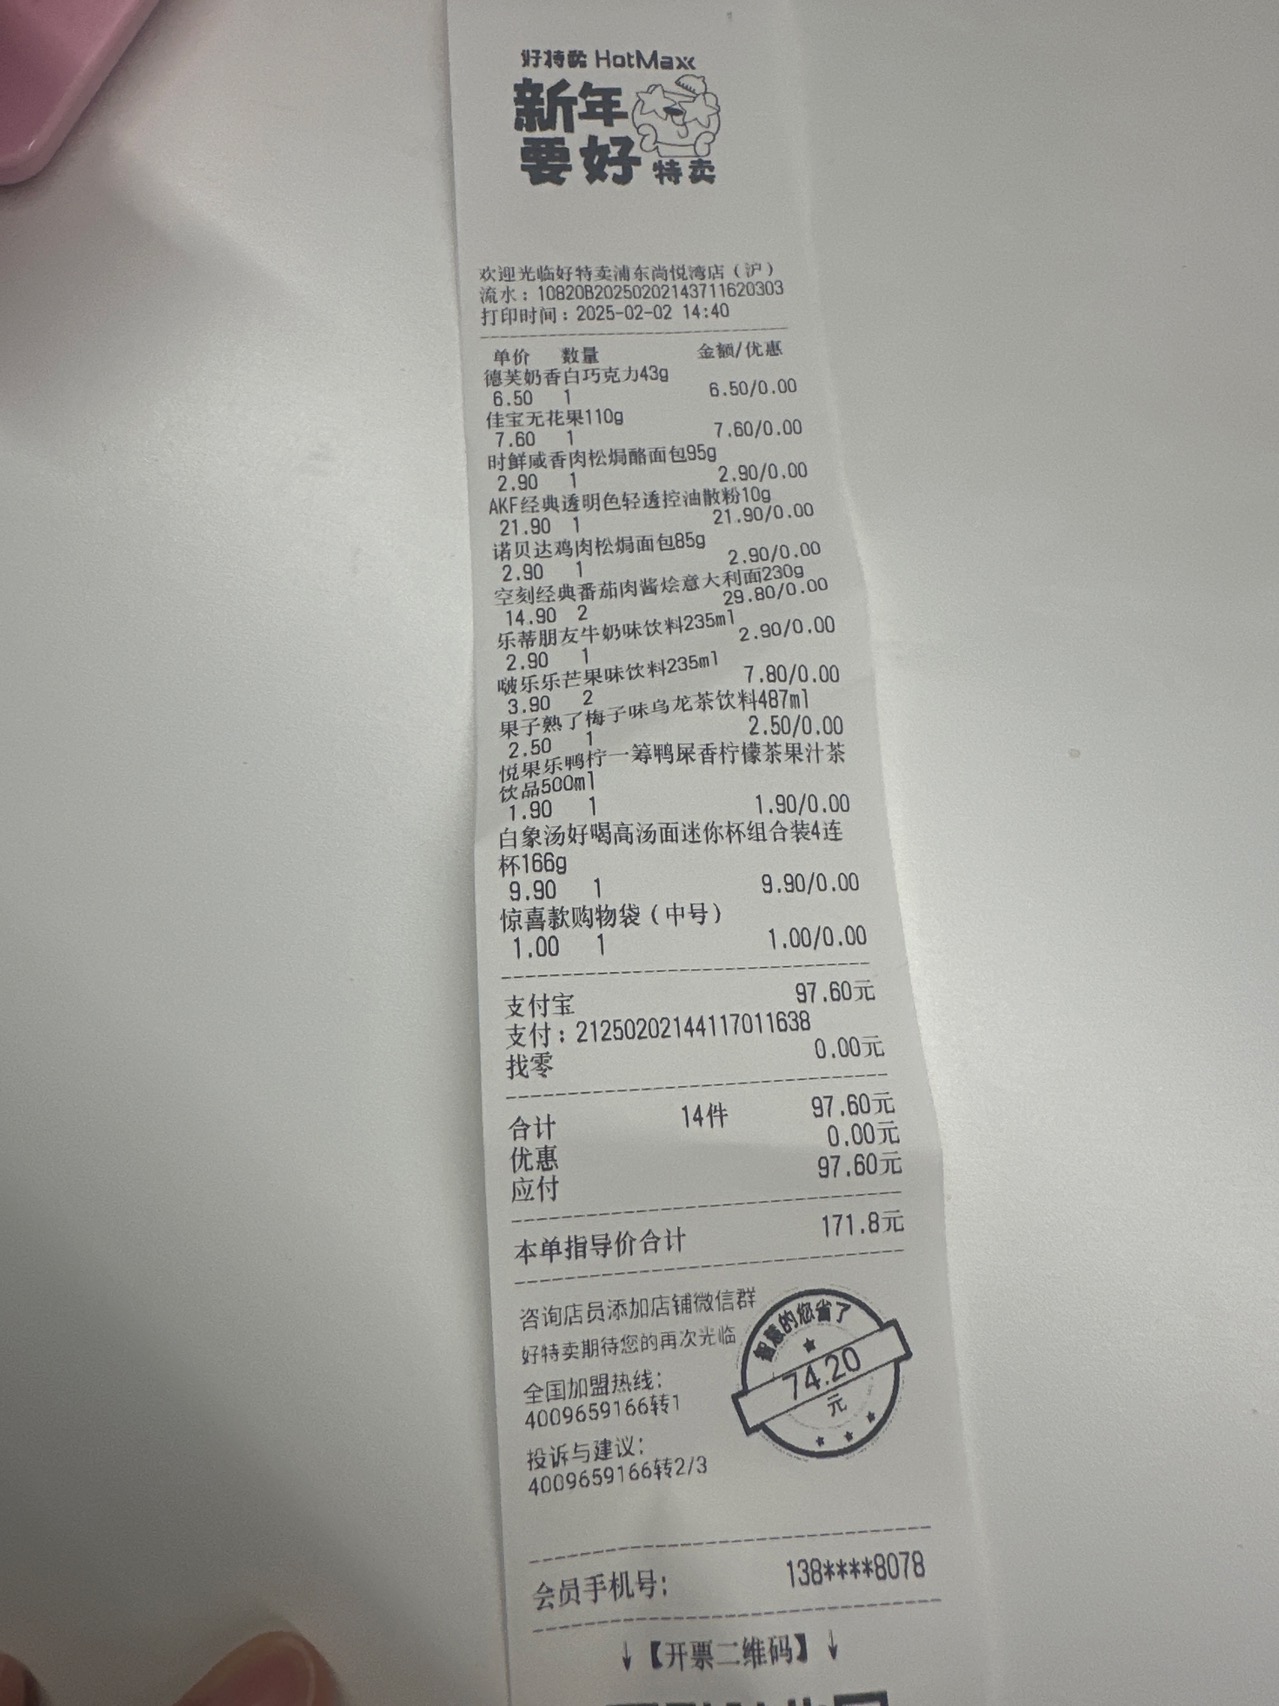 好特卖 HotMaxx
新年
要好 特卖
欢迎光临好特卖浦东尚悦湾店（沪）
流水：10820B20250202143711620303
打印时间：2025-02-02 14:40
单价 数量 金额/优惠
德芙奶香白巧克力43g
6.50 1 6.50/0.00
佳宝无花果110g
7.60 1 7.60/0.00
时鲜咸香肉松焗酪面包95g
2.90 1 2.90/0.00
AKF经典透明色轻透控油散粉10g
21.90 1 21.90/0.00
诺贝达鸡肉松焗面包85g
2.90 1 2.90/0.00
空刻经典番茄肉酱烩意大利面230g
14.90 2 29.80/0.00
乐蒂朋友牛奶味饮料235ml
2.90 1 2.90/0.00
啵乐乐芒果味饮料235ml
3.90 2 7.80/0.00
果子熟了梅子味乌龙茶饮料487ml
2.50 1 2.50/0.00
悦果乐鸭柠一筹鸭屎香柠檬茶果汁茶
饮品500ml
1.90 1 1.90/0.00
白象汤好喝高汤面迷你杯组合装4连
杯166g
9.90 1 9.90/0.00
惊喜款购物袋（中号）
1.00 1 1.00/0.00
支付宝 97.60元
支付：21250202144117011638
找零 0.00元
合计 14件 97.60元
优惠 0.00元
应付 97.60元
本单指导价合计 171.8元
咨询店员添加店铺微信群
好特卖期待您的再次光临
全国加盟热线：
4009659166转1
投诉与建议：
4009659166转2/3
智慧的您省了
74.20
元
会员手机号： 138****8078
↓【开票二维码】↓